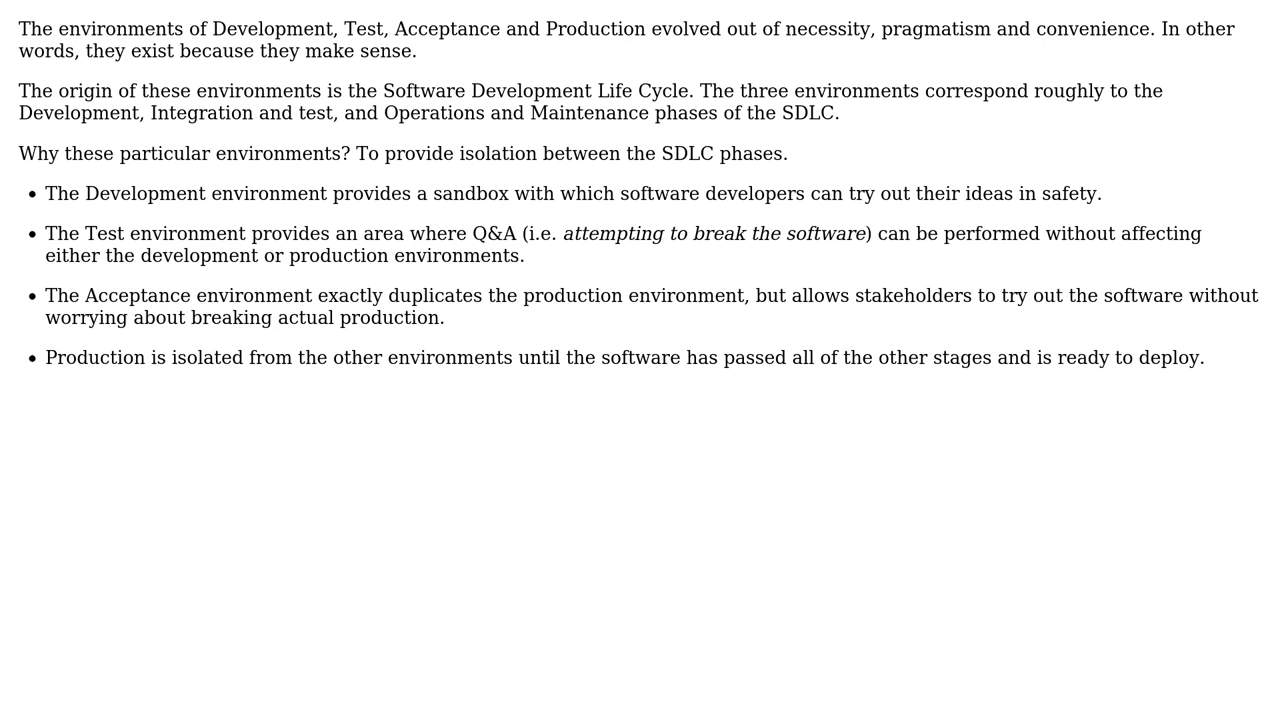 The environments of Development, Test, Acceptance and Production evolved out of necessity, pragmatism and convenience. In other
words, they exist because they make sense.
The origin of these environments is the Software Development Life Cycle. The three environments correspond roughly to the
Development, Integration and test, and Operations and Maintenance phases of the SDLC.
Why these particular environments? To provide isolation between the SDLC phases.
• The Development environment provides a sandbox with which software developers can try out their ideas in safety.
• The Test environment provides an area where Q&A (i.e. attempting to break the software) can be performed without affecting
either the development or production environments.
• The Acceptance environment exactly duplicates the production environment, but allows stakeholders to try out the software without
worrying about breaking actual production.
• Production is isolated from the other environments until the software has passed all of the other stages and is ready to deploy.